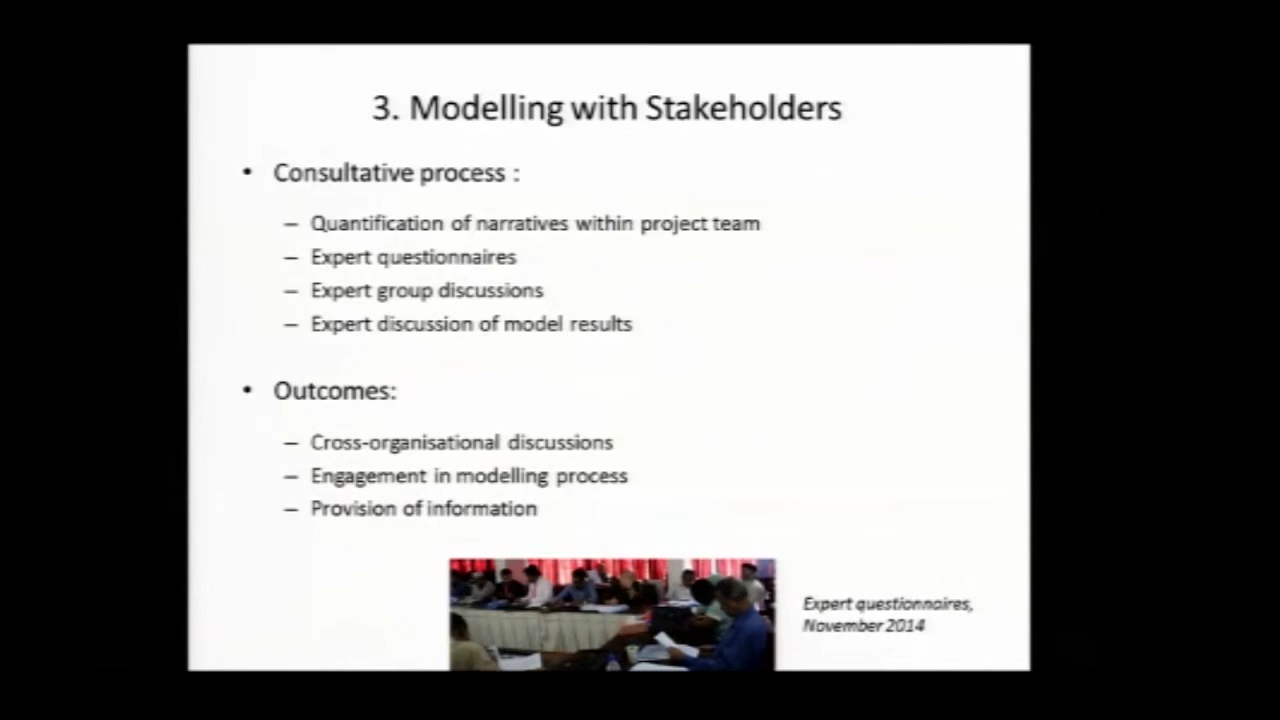 3. Modelling with Stakeholders
• Consultative process :
– Quantification of narratives within project team
– Expert questionnaires
– Expert group discussions
– Expert discussion of model results
• Outcomes:
– Cross-organisational discussions
– Engagement in modelling process
– Provision of information
Expert questionnaires,
November 2014